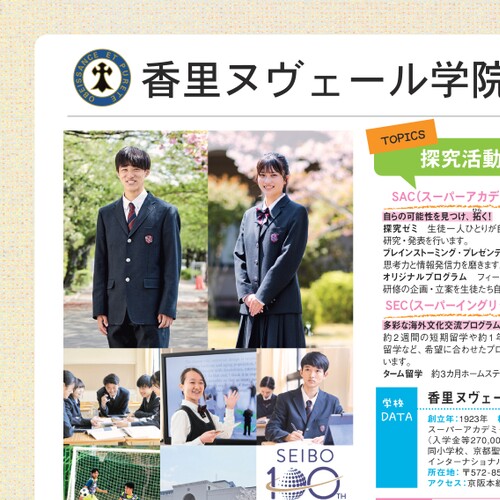 OBEISSANCE ET PURETE
香里ヌヴェール学院
TOPICS
探究活動
SAC(スーパーアカデ
自らの可能性を見つけ、拓く!
探究ゼミ 生徒一人ひとりが自
研究・発表を行います。
ブレインストーミング・プレゼンテ
思考力と情報発信力を磨きます
オリジナルプログラム フィー
研修の企画・立案を生徒たち自
SEC(スーパーイングリ
多彩な海外文化交流プログラム
約2週間の短期留学や約1年
留学など、希望に合わせたプロ
います。
ターム留学 約3カ月ホームステ
学校
DATA
香里ヌヴェー
創立年:1923年
スーパーアカデミ
(入学金等270,00
同小学校、京都聖
インターナショナル
所在地:〒572-85
アクセス:京阪本線
SEIBO
100TH